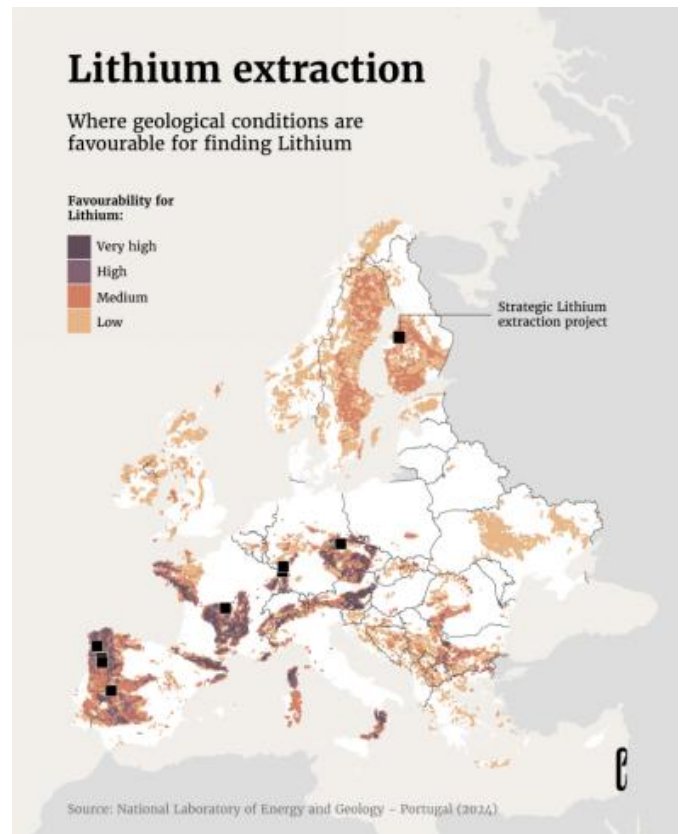 Lithium extraction
Where geological conditions are
favourable for finding Lithium
Favourability for
Lithium:
Very high
High
Medium
Low
Strategic Lithium
extraction project
Source: National Laboratory of Energy and Geology – Portugal (2024)